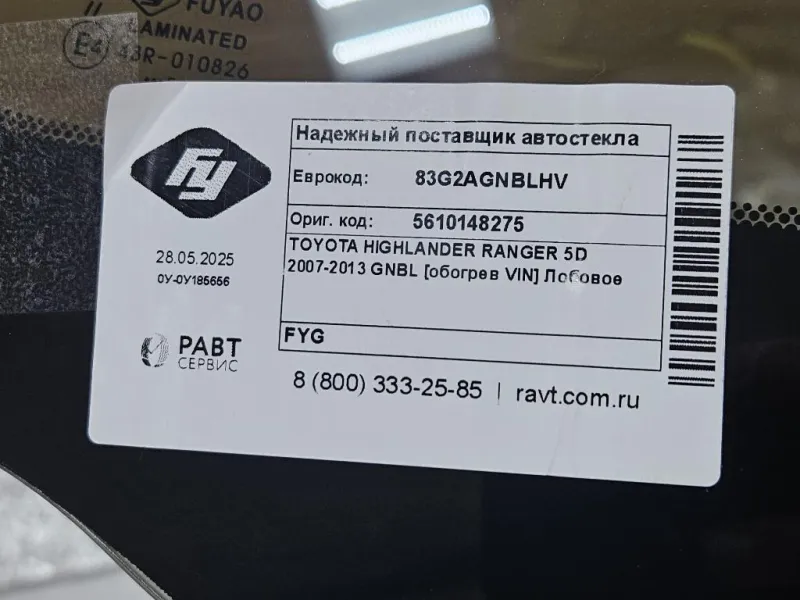 FUYAO
LAMINATED
E4 43R-010826
FY
28.05.2025
0У-0У185656
РАВТ
СЕРВИС
Надежный поставщик автостекла
Еврокод: 83G2AGNBLHV
Ориг. код: 5610148275
TOYOTA HIGHLANDER RANGER 5D
2007-2013 GNBL [обогрев VIN] Лобовое
FYG
8 (800) 333-25-85 | ravt.com.ru